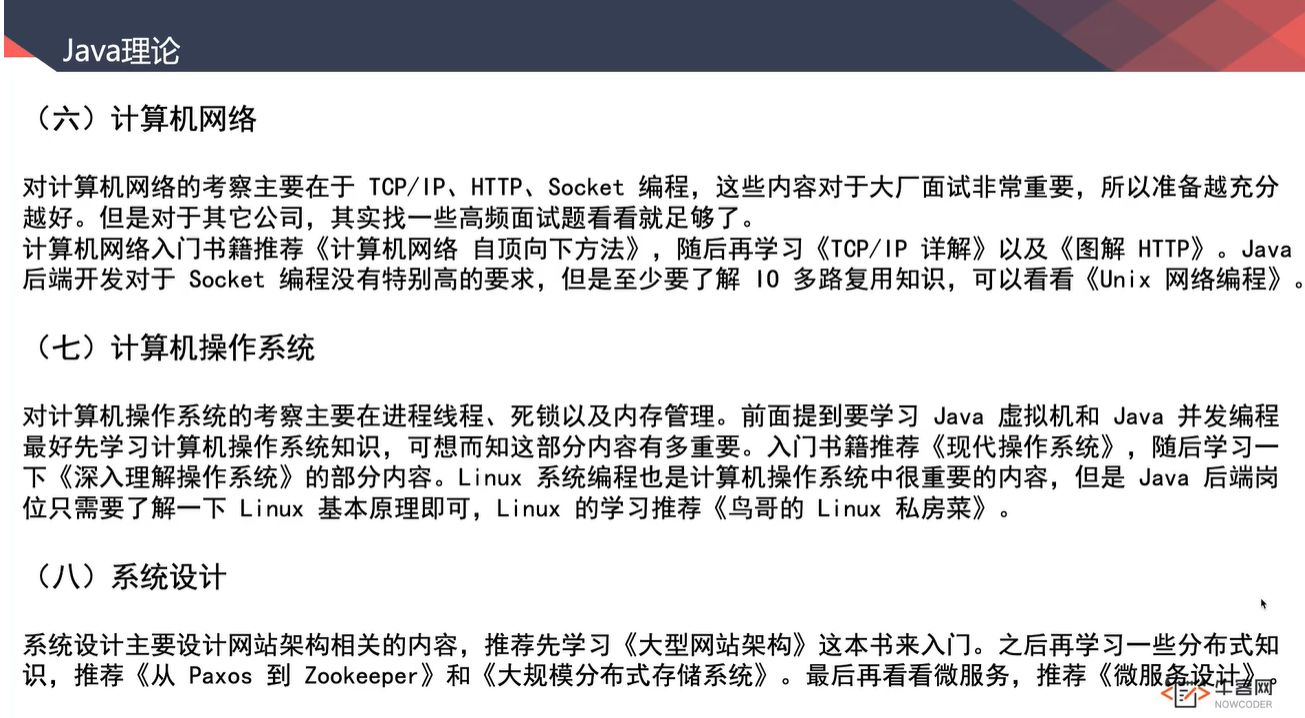 Java理论
（六）计算机网络
对计算机网络的考察主要在于 TCP/IP、HTTP、Socket 编程，这些内容对于大厂面试非常重要，所以准备越充分
越好。但是对于其它公司，其实找一些高频面试题看看就足够了。
计算机网络入门书籍推荐《计算机网络 自顶向下方法》，随后再学习《TCP/IP 详解》以及《图解 HTTP》。Java
后端开发对于 Socket 编程没有特别高的要求，但是至少要了解 IO 多路复用知识，可以看看《Unix 网络编程》。
（七）计算机操作系统
对计算机操作系统的考察主要在进程线程、死锁以及内存管理。前面提到要学习 Java 虚拟机和 Java 并发编程
最好先学习计算机操作系统知识，可想而知这部分内容有多重要。入门书籍推荐《现代操作系统》，随后学习一
下《深入理解操作系统》的部分内容。Linux 系统编程也是计算机操作系统中很重要的内容，但是 Java 后端岗
位只需要了解一下 Linux 基本原理即可，Linux 的学习推荐《鸟哥的 Linux 私房菜》。
（八）系统设计
系统设计主要设计网站架构相关的内容，推荐先学习《大型网站架构》这本书来入门。之后再学习一些分布式知
识，推荐《从 Paxos 到 Zookeeper》和《大规模分布式存储系统》。最后再看看微服务，推荐《微服务设计》。
牛客网
NOWCODER